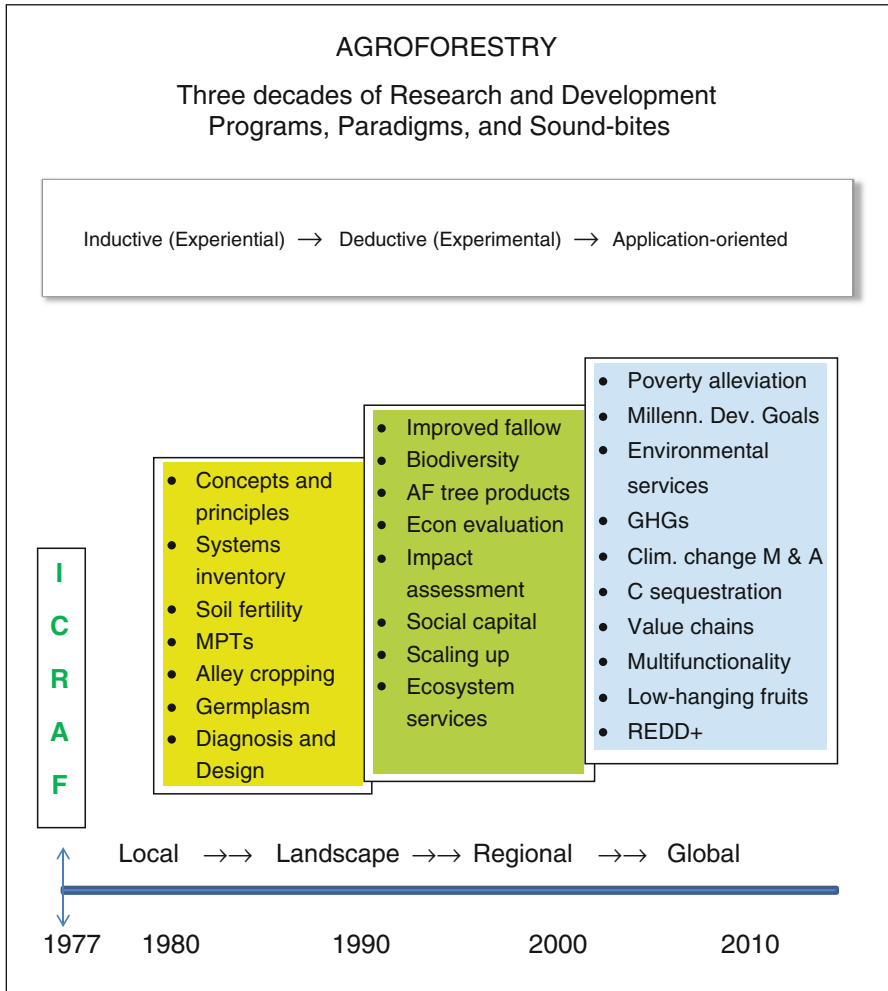 AGROFORESTRY
Three decades of Research and Development
Programs, Paradigms, and Sound-bites
Inductive (Experiential) → Deductive (Experimental) → Application-oriented
I
C
R
A
F
• Concepts and
principles
• Systems
inventory
• Soil fertility
• MPTs
• Alley cropping
• Germplasm
• Diagnosis and
Design
• Improved fallow
• Biodiversity
• AF tree products
• Econ evaluation
• Impact
assessment
• Social capital
• Scaling up
• Ecosystem
services
• Poverty alleviation
• Millenn. Dev. Goals
• Environmental
services
• GHGs
• Clim. change M & A
• C sequestration
• Value chains
• Multifunctionality
• Low-hanging fruits
• REDD+
Local →→ Landscape →→ Regional →→ Global
1977 1980 1990 2000 2010